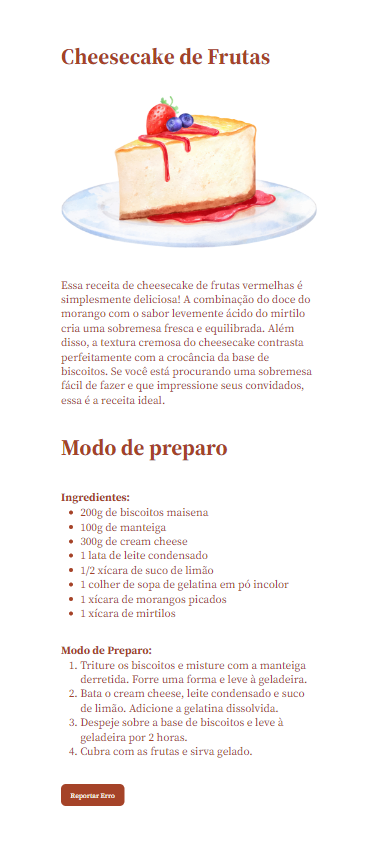 Cheesecake de Frutas
Essa receita de cheesecake de frutas vermelhas é
simplesmente deliciosa! A combinação do doce do
morango com o sabor levemente ácido do mirtilo
cria uma sobremesa fresca e equilibrada. Além
disso, a textura cremosa do cheesecake contrasta
perfeitamente com a crocância da base de
biscoitos. Se você está procurando uma sobremesa
fácil de fazer e que impressione seus convidados,
essa é a receita ideal.
Modo de preparo
Ingredientes:
• 200g de biscoitos maisena
• 100g de manteiga
• 300g de cream cheese
• 1 lata de leite condensado
• 1/2 xícara de suco de limão
• 1 colher de sopa de gelatina em pó incolor
• 1 xícara de morangos picados
• 1 xícara de mirtilos
Modo de Preparo:
1. Triture os biscoitos e misture com a manteiga
derretida. Forre uma forma e leve à geladeira.
2. Bata o cream cheese, leite condensado e suco
de limão. Adicione a gelatina dissolvida.
3. Despeje sobre a base de biscoitos e leve à
geladeira por 2 horas.
4. Cubra com as frutas e sirva gelado.
Reportar Erro